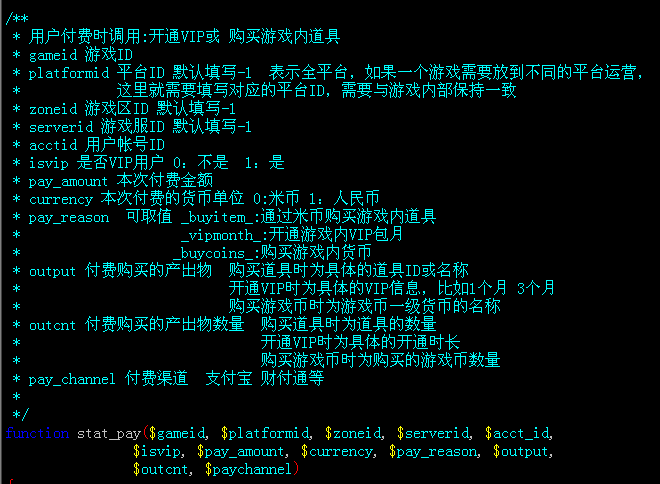 /**
* 用户付费时调用:开通VIP或 购买游戏内道具
* gameid 游戏ID
* platformid 平台ID 默认填写-1 表示全平台，如果一个游戏需要放到不同的平台运营，
* 这里就需要填写对应的平台ID，需要与游戏内部保持一致
* zoneid 游戏区ID 默认填写-1
* serverid 游戏服ID 默认填写-1
* acctid 用户帐号ID
* isvip 是否VIP用户 0：不是 1：是
* pay_amount 本次付费金额
* currency 本次付费的货币单位 0:米币 1：人民币
* pay_reason 可取值 _buyitem_:通过米币购买游戏内道具
* _vipmonth_:开通游戏内VIP包月
* _buycoins_:购买游戏内货币
* output 付费购买的产出物 购买道具时为具体的道具ID或名称
* 开通VIP时为具体的VIP信息，比如1个月 3个月
* 购买游戏币时为游戏币一级货币的名称
* outcnt 付费购买的产出物数量 购买道具时为道具的数量
* 开通VIP时为具体的开通时长
* 购买游戏币时为购买的游戏币数量
* pay_channel 付费渠道 支付宝 财付通等
*
*/
function stat_pay($gameid, $platformid, $zoneid, $serverid, $acct_id,
$isvip, $pay_amount, $currency, $pay_reason, $output,
$outcnt, $paychannel)